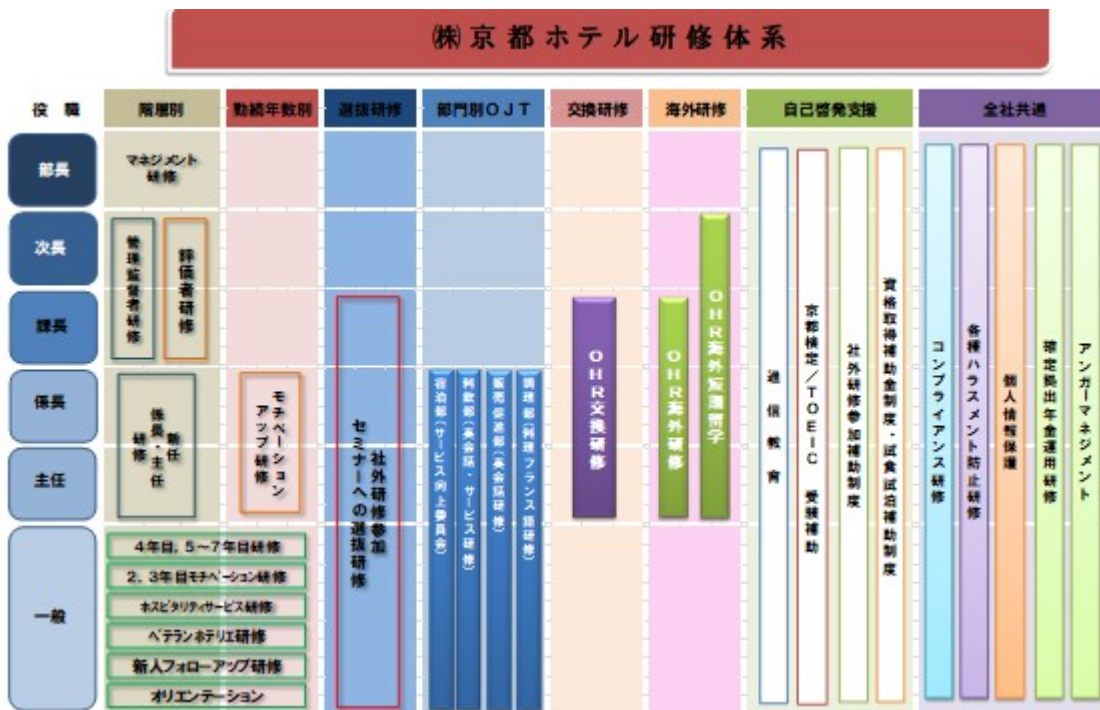 ㈱京都ホテル研修体系
役職
階層別
勤続年数別
選抜研修
部門別OJT
交換研修
海外研修
自己啓発支援
全社共通
部長
次長
課長
係長
主任
一般
マネジメント
研修
管理監督者研修
評価者研修
新任
係長・主任
研修
モチベーション
アップ研修
4年目、5～7年目研修
2、3年目モチベーション研修
ホスピタリティサービス研修
ベテランホテリエ研修
新人フォローアップ研修
オリエンテーション
社外研修参加
セミナーへの選抜研修
宿泊部(サービス向上委員会)
料飲部(英会話・サービス研修)
販売促進部(英会話研修)
調理部(料理フランス語研修)
OHR交換研修
OHR海外研修
OHR海外短期留学
通信教育
京都検定/TOEIC 受験補助
社外研修参加補助制度
資格取得補助金制度・試食試泊補助制度
コンプライアンス研修
各種ハラスメント防止研修
個人情報保護
確定拠出年金運用研修
アンガーマネジメント